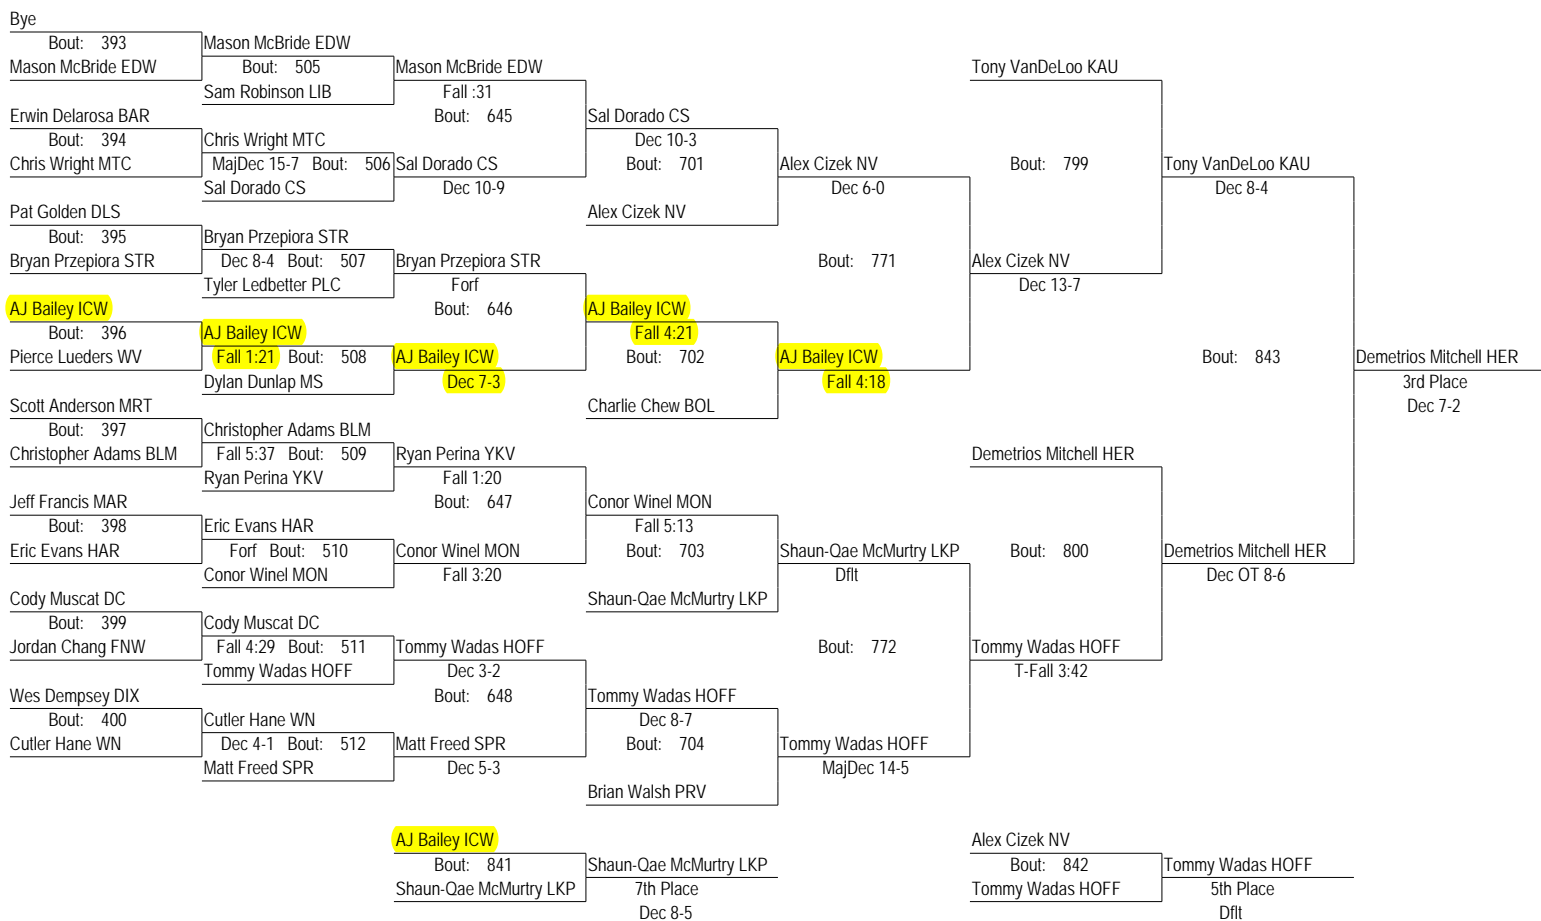 Bye
Bout: 393 Mason McBride EDW
Mason McBride EDW Bout: 505 Mason McBride EDW Tony VanDeLoo KAU
Sam Robinson LIB Fall :31
Erwin Delarosa BAR Bout: 645 Sal Dorado CS
Bout: 394 Chris Wright MTC Dec 10-3
Chris Wright MTC MajDec 15-7 Bout: 506 Sal Dorado CS Bout: 701 Alex Cizek NV Bout: 799 Tony VanDeLoo KAU
Sal Dorado CS Dec 10-9 Dec 6-0 Dec 8-4
Pat Golden DLS Alex Cizek NV
Bout: 395 Bryan Przepiora STR
Bryan Przepiora STR Dec 8-4 Bout: 507 Bryan Przepiora STR Bout: 771 Alex Cizek NV
Tyler Ledbetter PLC Forf Dec 13-7
AJ Bailey ICW Bout: 646 AJ Bailey ICW
Bout: 396 AJ Bailey ICW Fall 4:21
Pierce Lueders WV Fall 1:21 Bout: 508 AJ Bailey ICW Bout: 702 AJ Bailey ICW Bout: 843 Demetrios Mitchell HER
Dylan Dunlap MS Dec 7-3 Fall 4:18 3rd Place
Scott Anderson MRT Charlie Chew BOL Dec 7-2
Bout: 397 Christopher Adams BLM
Christopher Adams BLM Fall 5:37 Bout: 509 Ryan Perina YKV Demetrios Mitchell HER
Ryan Perina YKV Fall 1:20
Jeff Francis MAR Bout: 647 Conor Winel MON
Bout: 398 Eric Evans HAR Fall 5:13
Eric Evans HAR Forf Bout: 510 Conor Winel MON Bout: 703 Shaun-Qae McMurtry LKP Bout: 800 Demetrios Mitchell HER
Conor Winel MON Fall 3:20 Dflt Dec OT 8-6
Cody Muscat DC Shaun-Qae McMurtry LKP
Bout: 399 Cody Muscat DC
Jordan Chang FNW Fall 4:29 Bout: 511 Tommy Wadas HOFF Bout: 772 Tommy Wadas HOFF
Tommy Wadas HOFF Dec 3-2 T-Fall 3:42
Wes Dempsey DIX Bout: 648 Tommy Wadas HOFF
Bout: 400 Cutler Hane WN Dec 8-7
Cutler Hane WN Dec 4-1 Bout: 512 Matt Freed SPR Bout: 704 Tommy Wadas HOFF
Matt Freed SPR Dec 5-3 MajDec 14-5
Brian Walsh PRV
AJ Bailey ICW Alex Cizek NV
Bout: 841 Shaun-Qae McMurtry LKP Bout: 842 Tommy Wadas HOFF
Shaun-Qae McMurtry LKP 7th Place Tommy Wadas HOFF 5th Place
Dec 8-5 Dflt